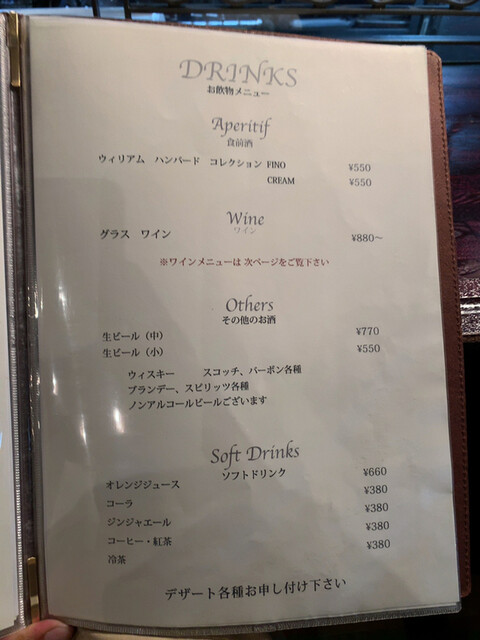 DRINKS
お飲物メニュー
Aperitif
食前酒
ウィリアム ハンバード コレクション FINO ¥550
CREAM ¥550
Wine
ワイン
グラス ワイン ¥880〜
※ワインメニューは 次ページをご覧下さい
Others
その他のお酒
生ビール（中） ¥770
生ビール（小） ¥550
ウィスキー スコッチ、バーボン各種
ブランデー、スピリッツ各種
ノンアルコールビールございます
Soft Drinks
ソフトドリンク
オレンジジュース ¥660
コーラ ¥380
ジンジャエール ¥380
コーヒー・紅茶 ¥380
冷茶 ¥380
デザート各種お申し付け下さい